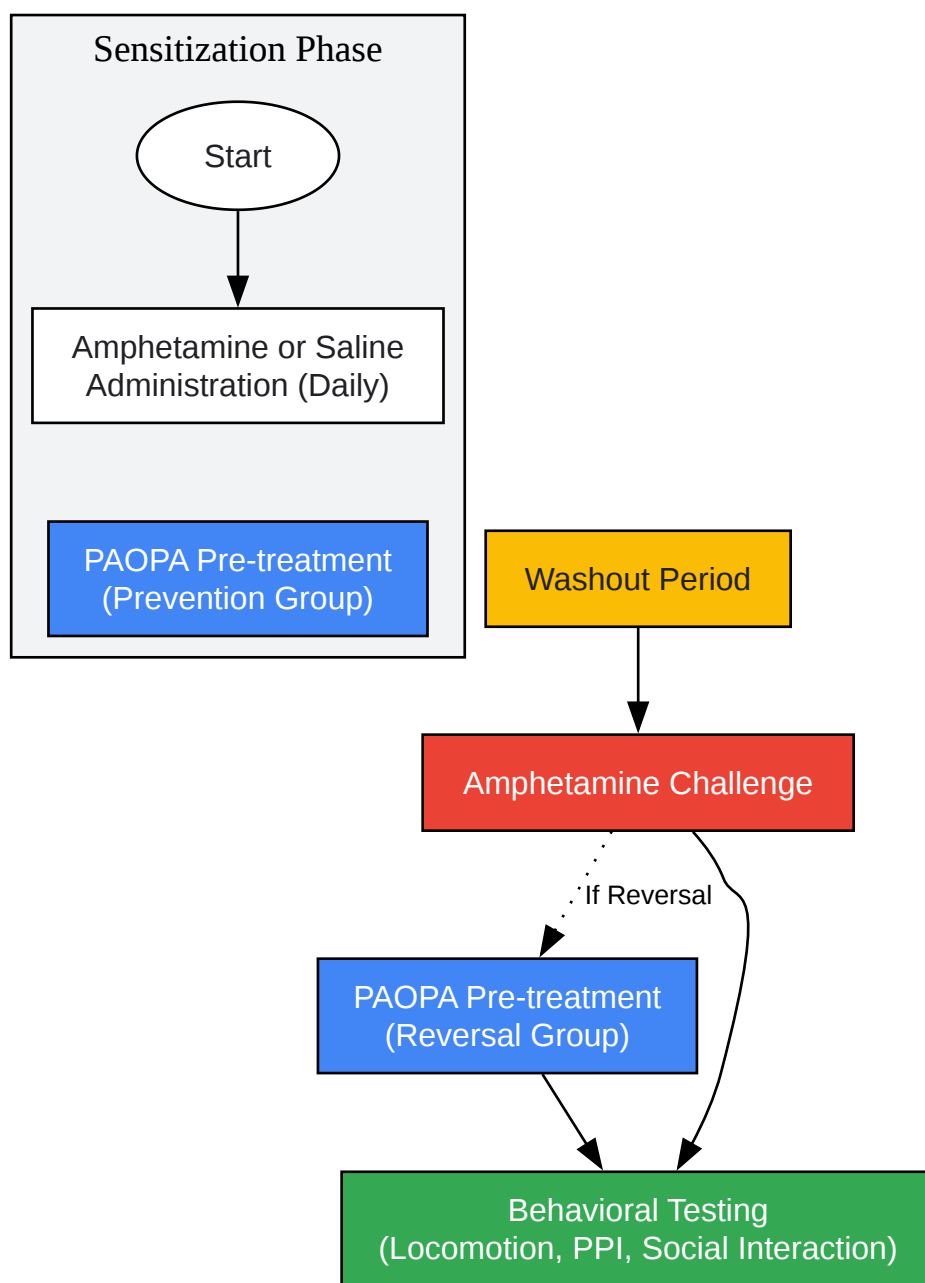 Sensitization Phase
Start
Amphetamine or Saline
Administration (Daily)
PAOPA Pre-treatment
(Prevention Group)
Washout Period
Amphetamine Challenge
If Reversal
PAOPA Pre-treatment
(Reversal Group)
Behavioral Testing
(Locomotion, PPI, Social Interaction)